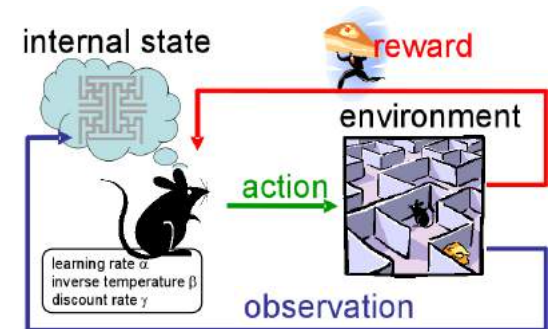 internal state
reward
environment
action
learning rate α
inverse temperature β
discount rate γ
observation